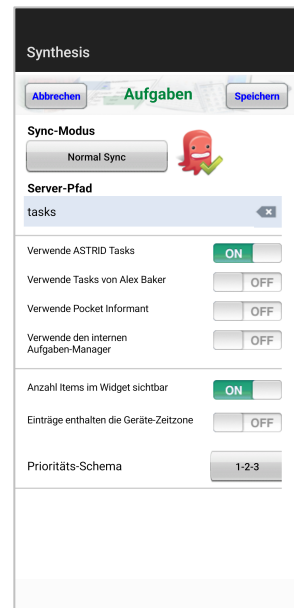 Synthesis
Abbrechen Aufgaben Speichern
Sync-Modus
Normal Sync
Server-Pfad
tasks
Verwende ASTRID Tasks ON
Verwende Tasks von Alex Baker OFF
Verwende Pocket Informant OFF
Verwende den internen
Aufgaben-Manager OFF
Anzahl Items im Widget sichtbar ON
Einträge enthalten die Geräte-Zeitzone OFF
Prioritäts-Schema 1-2-3